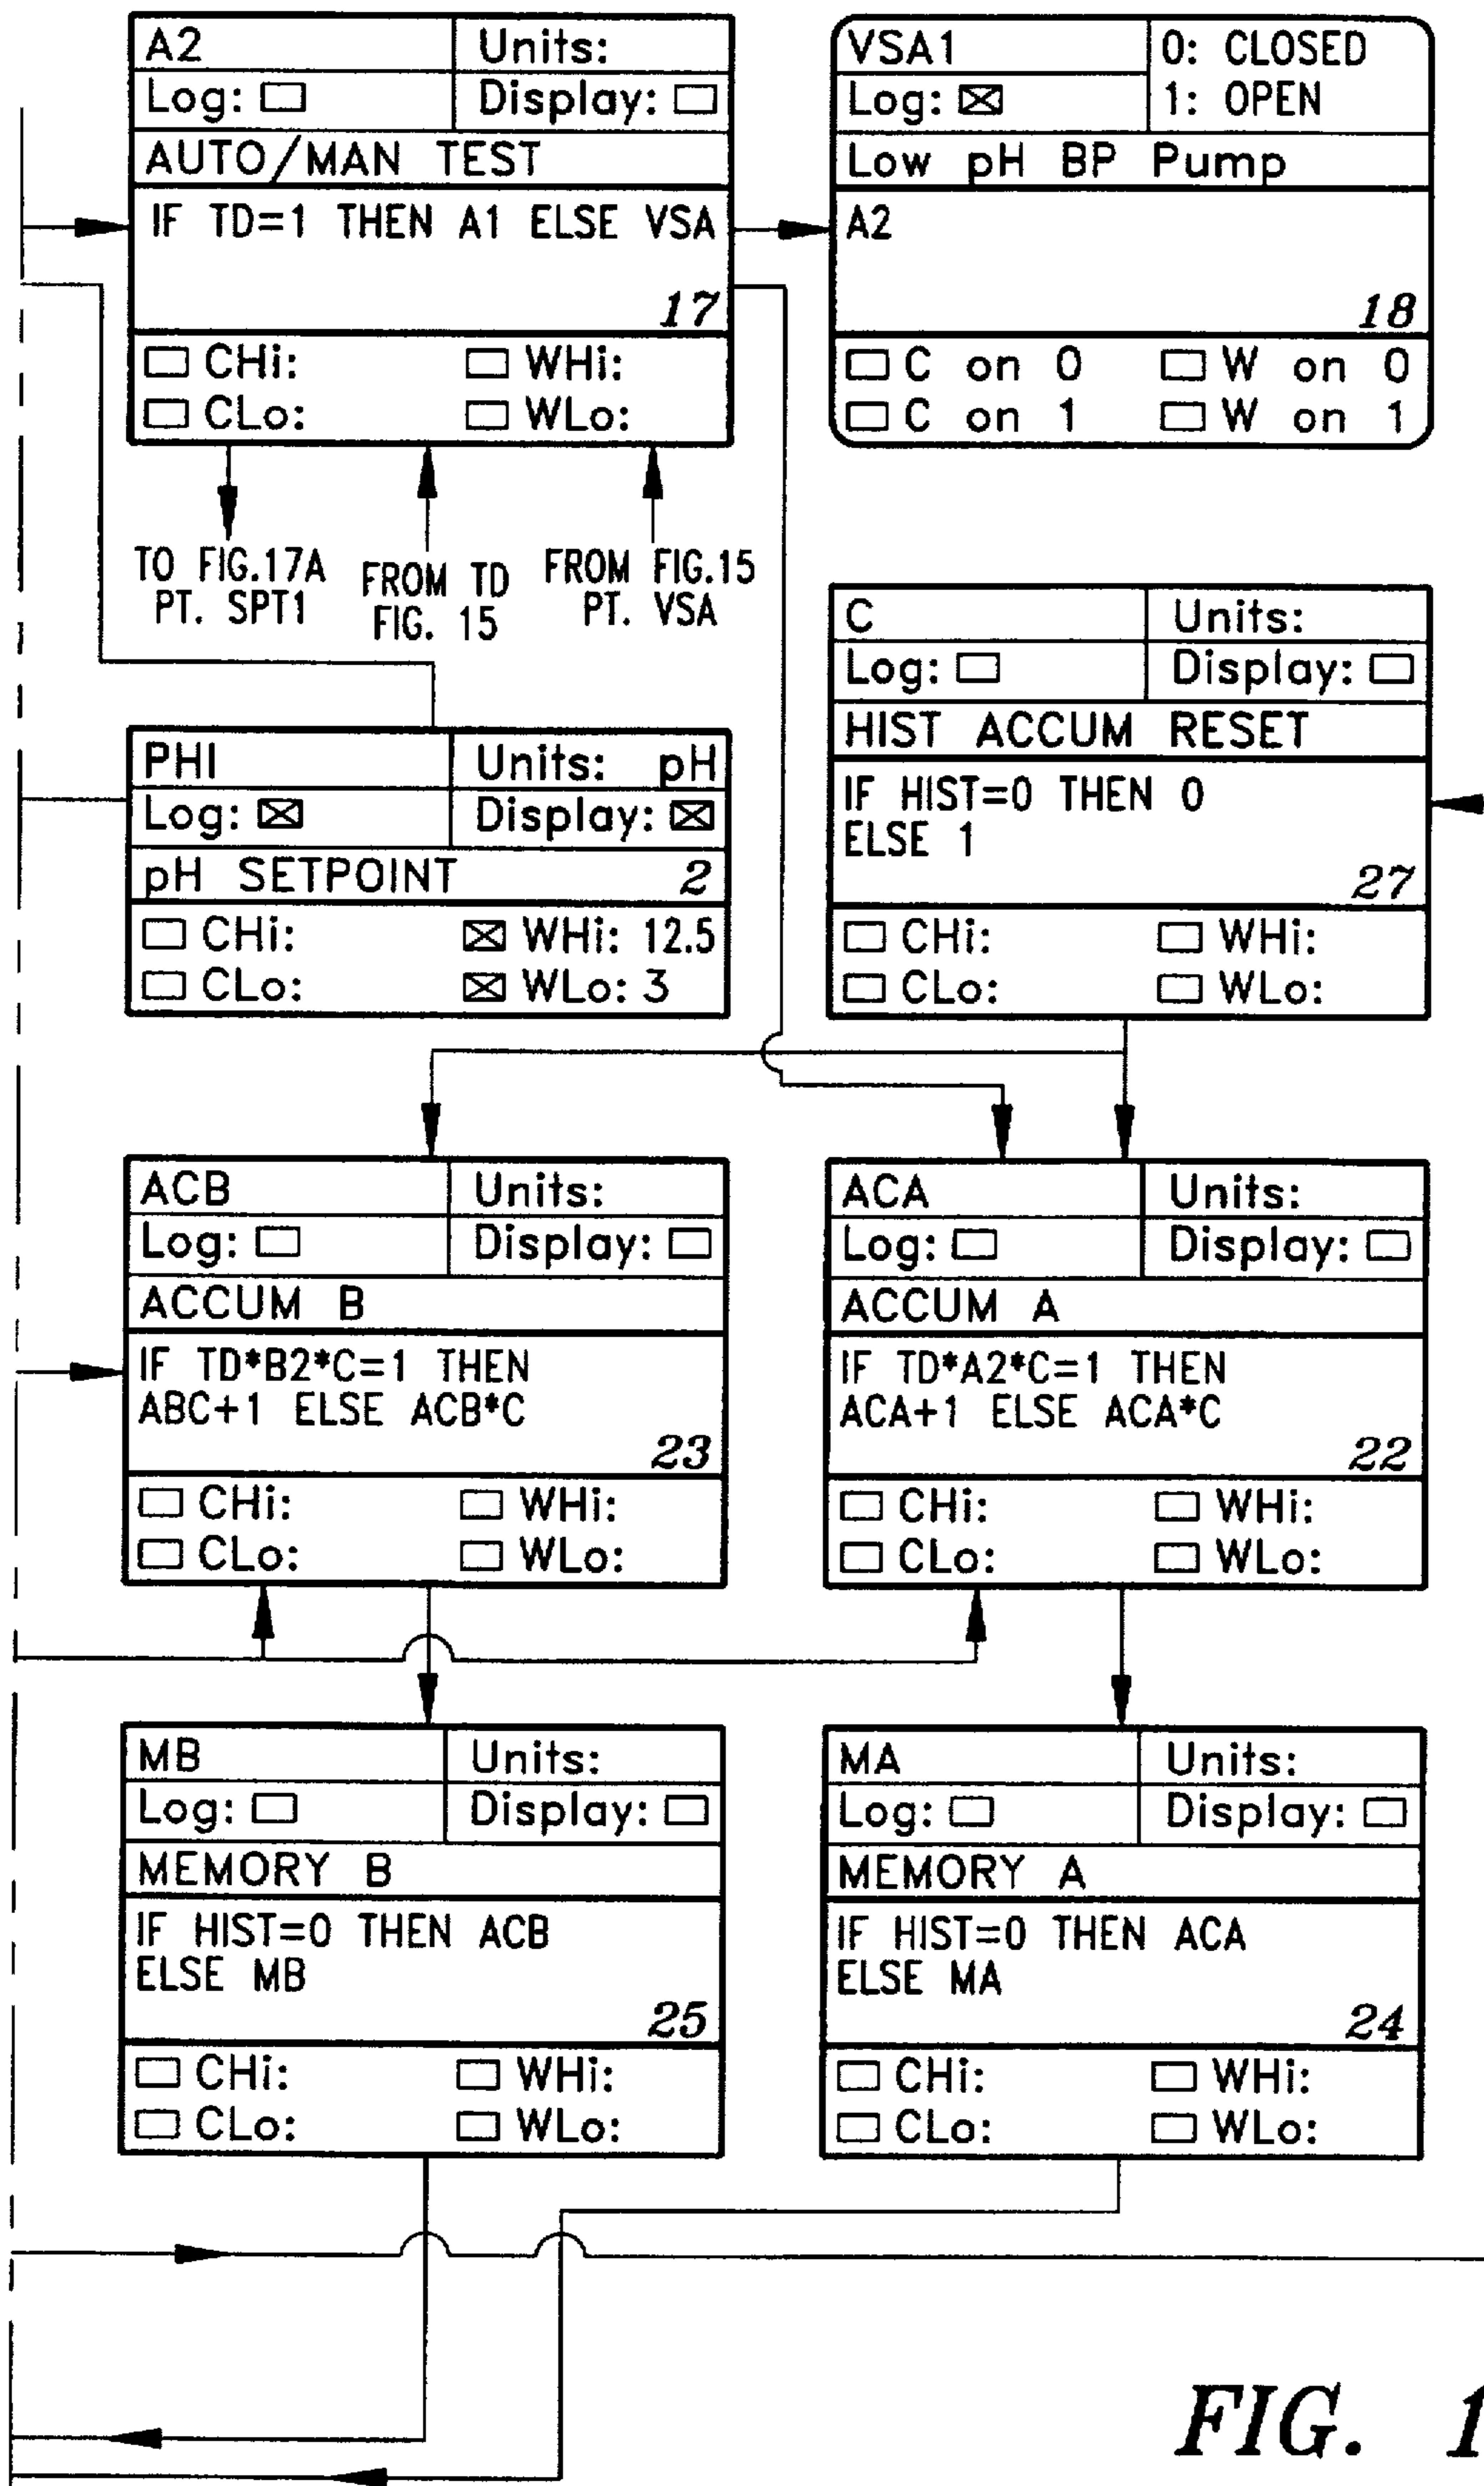 A2 Units:
Log: Display:
AUTO/MAN TEST
IF TD=1 THEN A1 ELSE VSA
17
CHi: WHi:
CLo: WLo:
VSA1 0: CLOSED
Log: 1: OPEN
Low pH BP Pump
A2
18
C on 0 W on 0
C on 1 W on 1
TO FIG.17A
PT. SPT1
FROM TD
FIG. 15
FROM FIG.15
PT. VSA
PHI Units: pH
Log: Display:
pH SETPOINT 2
CHi: WHi: 12.5
CLo: WLo: 3
C Units:
Log: Display:
HIST ACCUM RESET
IF HIST=0 THEN 0
ELSE 1
27
CHi: WHi:
CLo: WLo:
ACB Units:
Log: Display:
ACCUM B
IF TD*B2*C=1 THEN
ABC+1 ELSE ACB*C
23
CHi: WHi:
CLo: WLo:
ACA Units:
Log: Display:
ACCUM A
IF TD*A2*C=1 THEN
ACA+1 ELSE ACA*C
22
CHi: WHi:
CLo: WLo:
MB Units:
Log: Display:
MEMORY B
IF HIST=0 THEN ACB
ELSE MB
25
CHi: WHi:
CLo: WLo:
MA Units:
Log: Display:
MEMORY A
IF HIST=0 THEN ACA
ELSE MA
24
CHi: WHi:
CLo: WLo:
FIG. 1